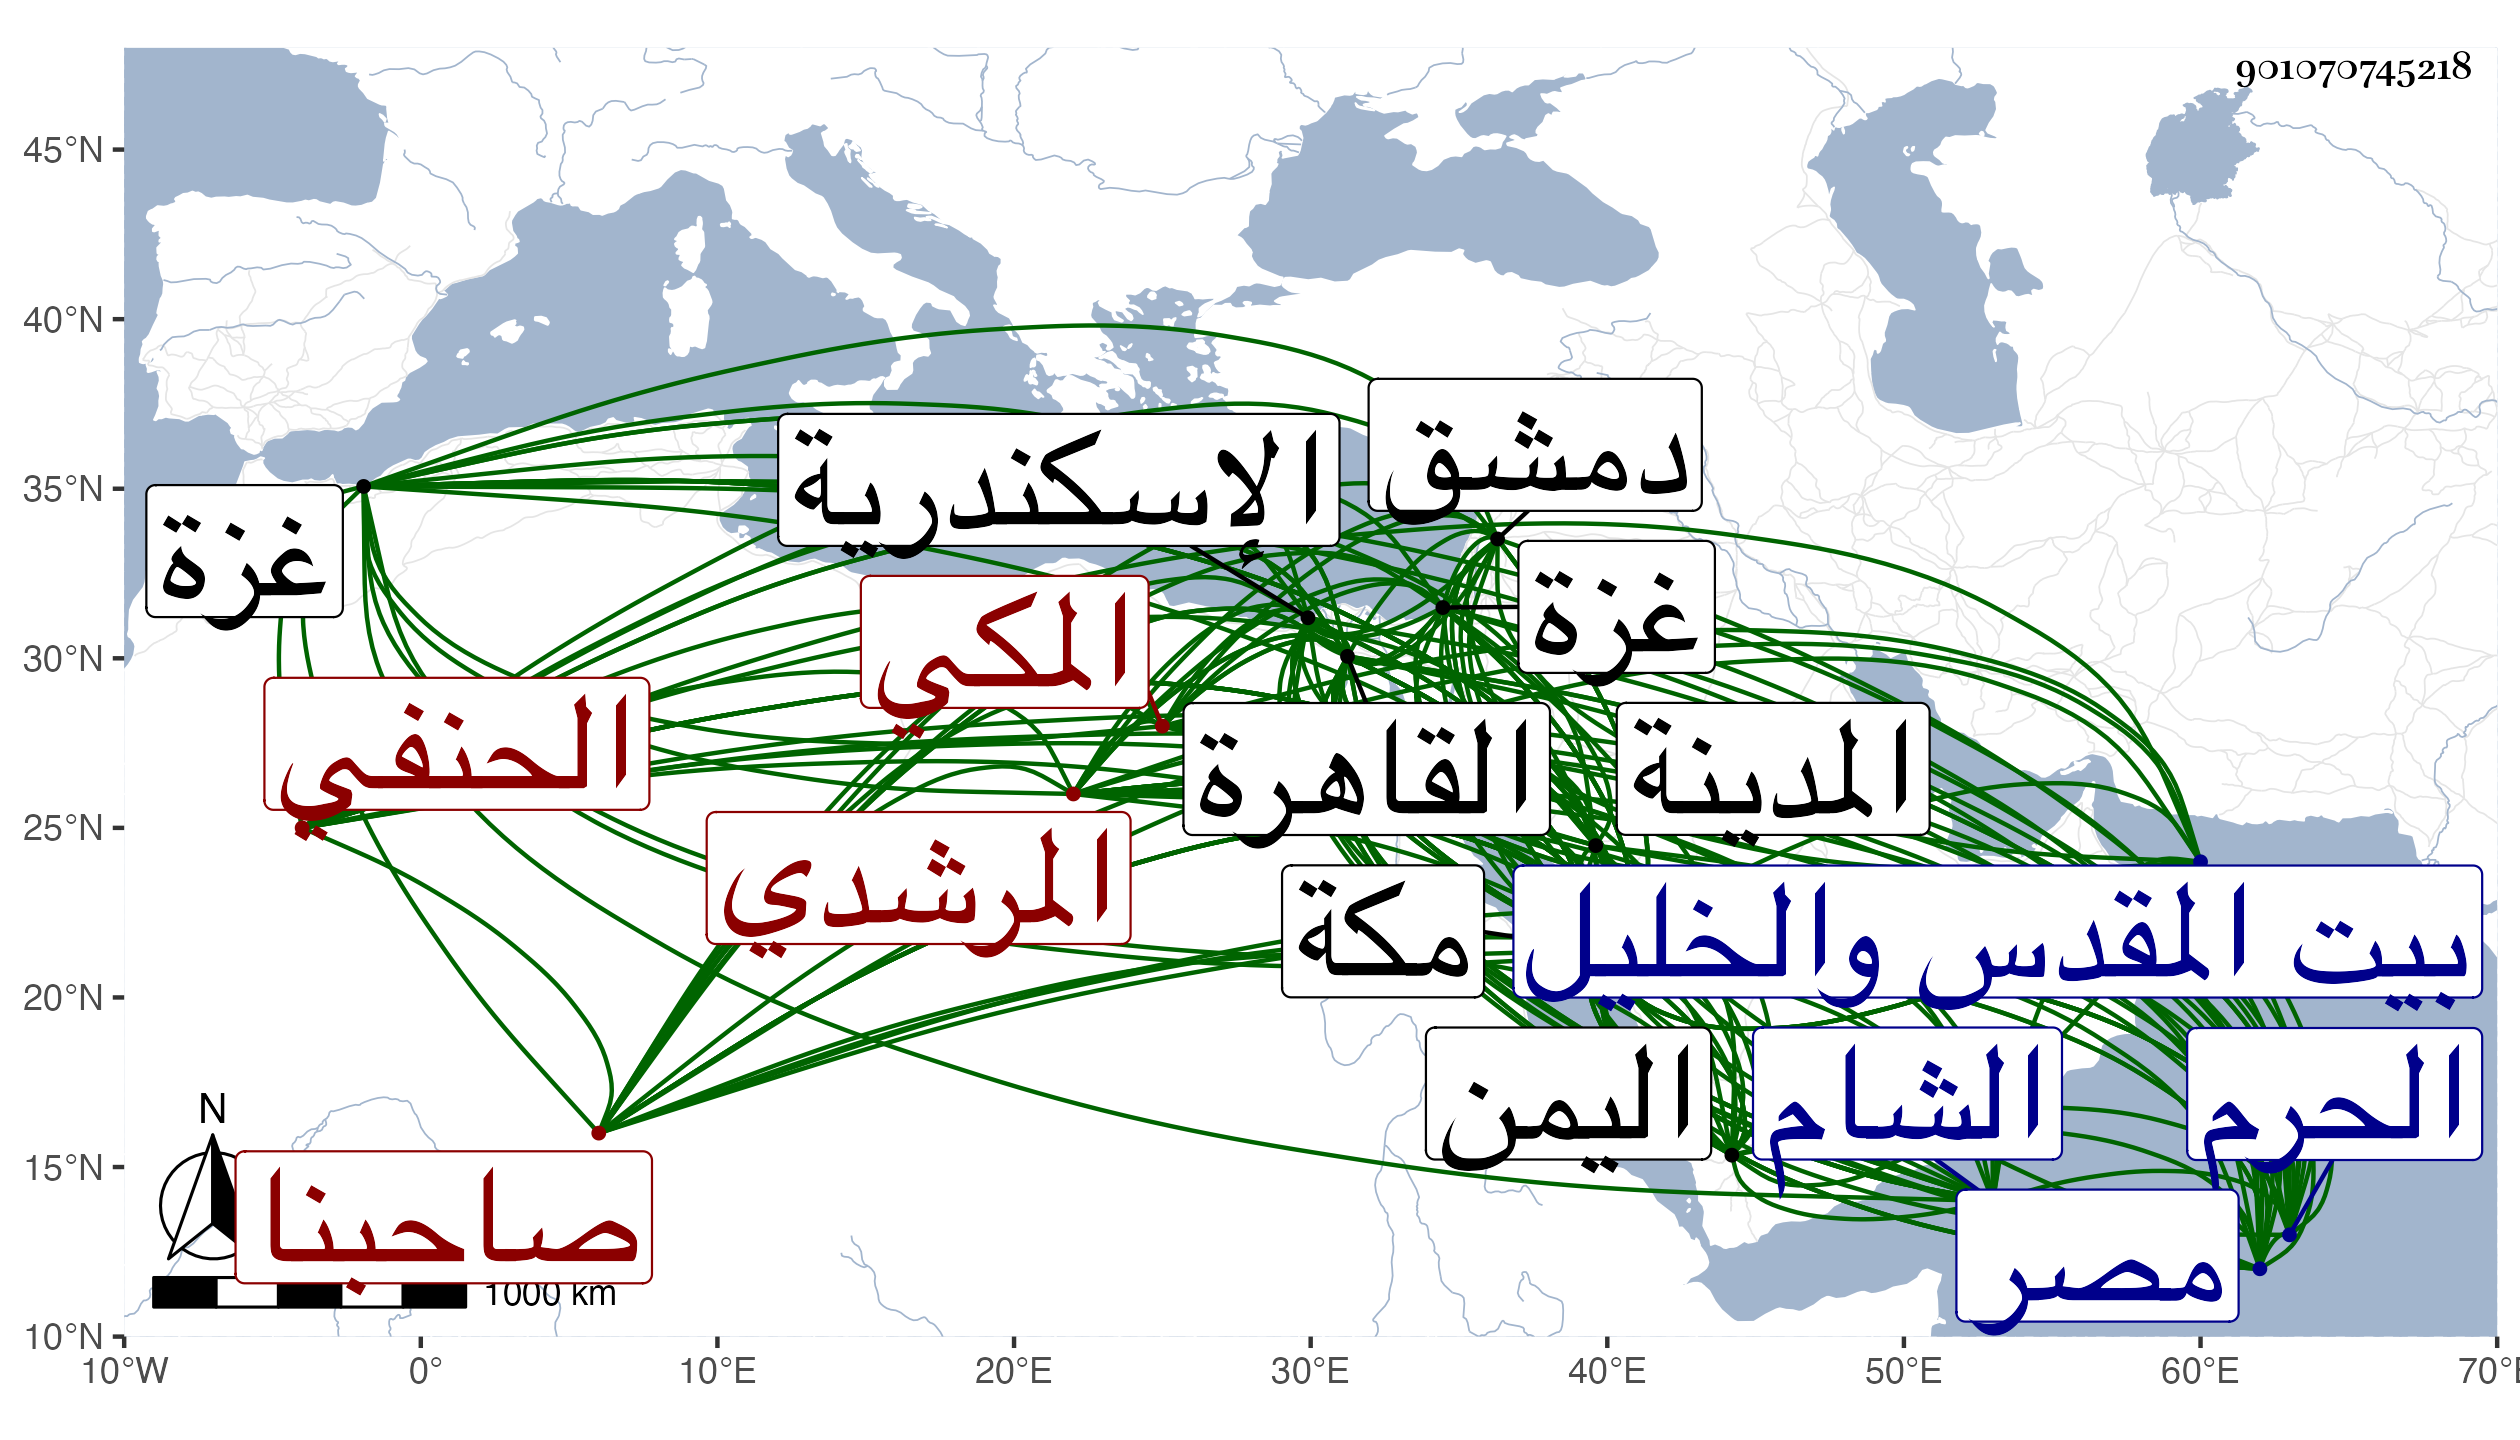 901070745218
45°N
40°N
35°N
30°N
25°N
20°N
15°N
10°N
10°W
0°
10°E
20°E
30°E
40°E
50°E
60°E
70°E
دمشق
الإسكندرية
غزة
غزة
المكي
الحنفي
القاهرة
المدينة
المرشدي
مكة
بيت المقدس والخليل
اليمن
الشام
الحرم
مصر
صاحبنا
N
1000 km